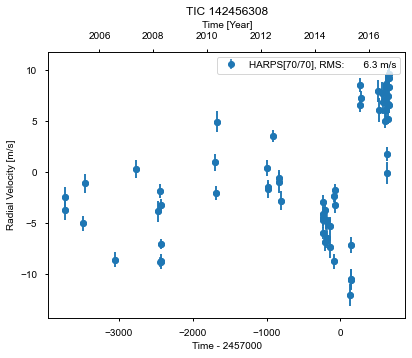 TIC 142456308
Time [Year]
2006 2008 2010 2012 2014 2016
HARPS[70/70], RMS: 6.3 m/s
10
5
0
−5
−10
Radial Velocity [m/s]
−3000 −2000 −1000 0
Time - 2457000